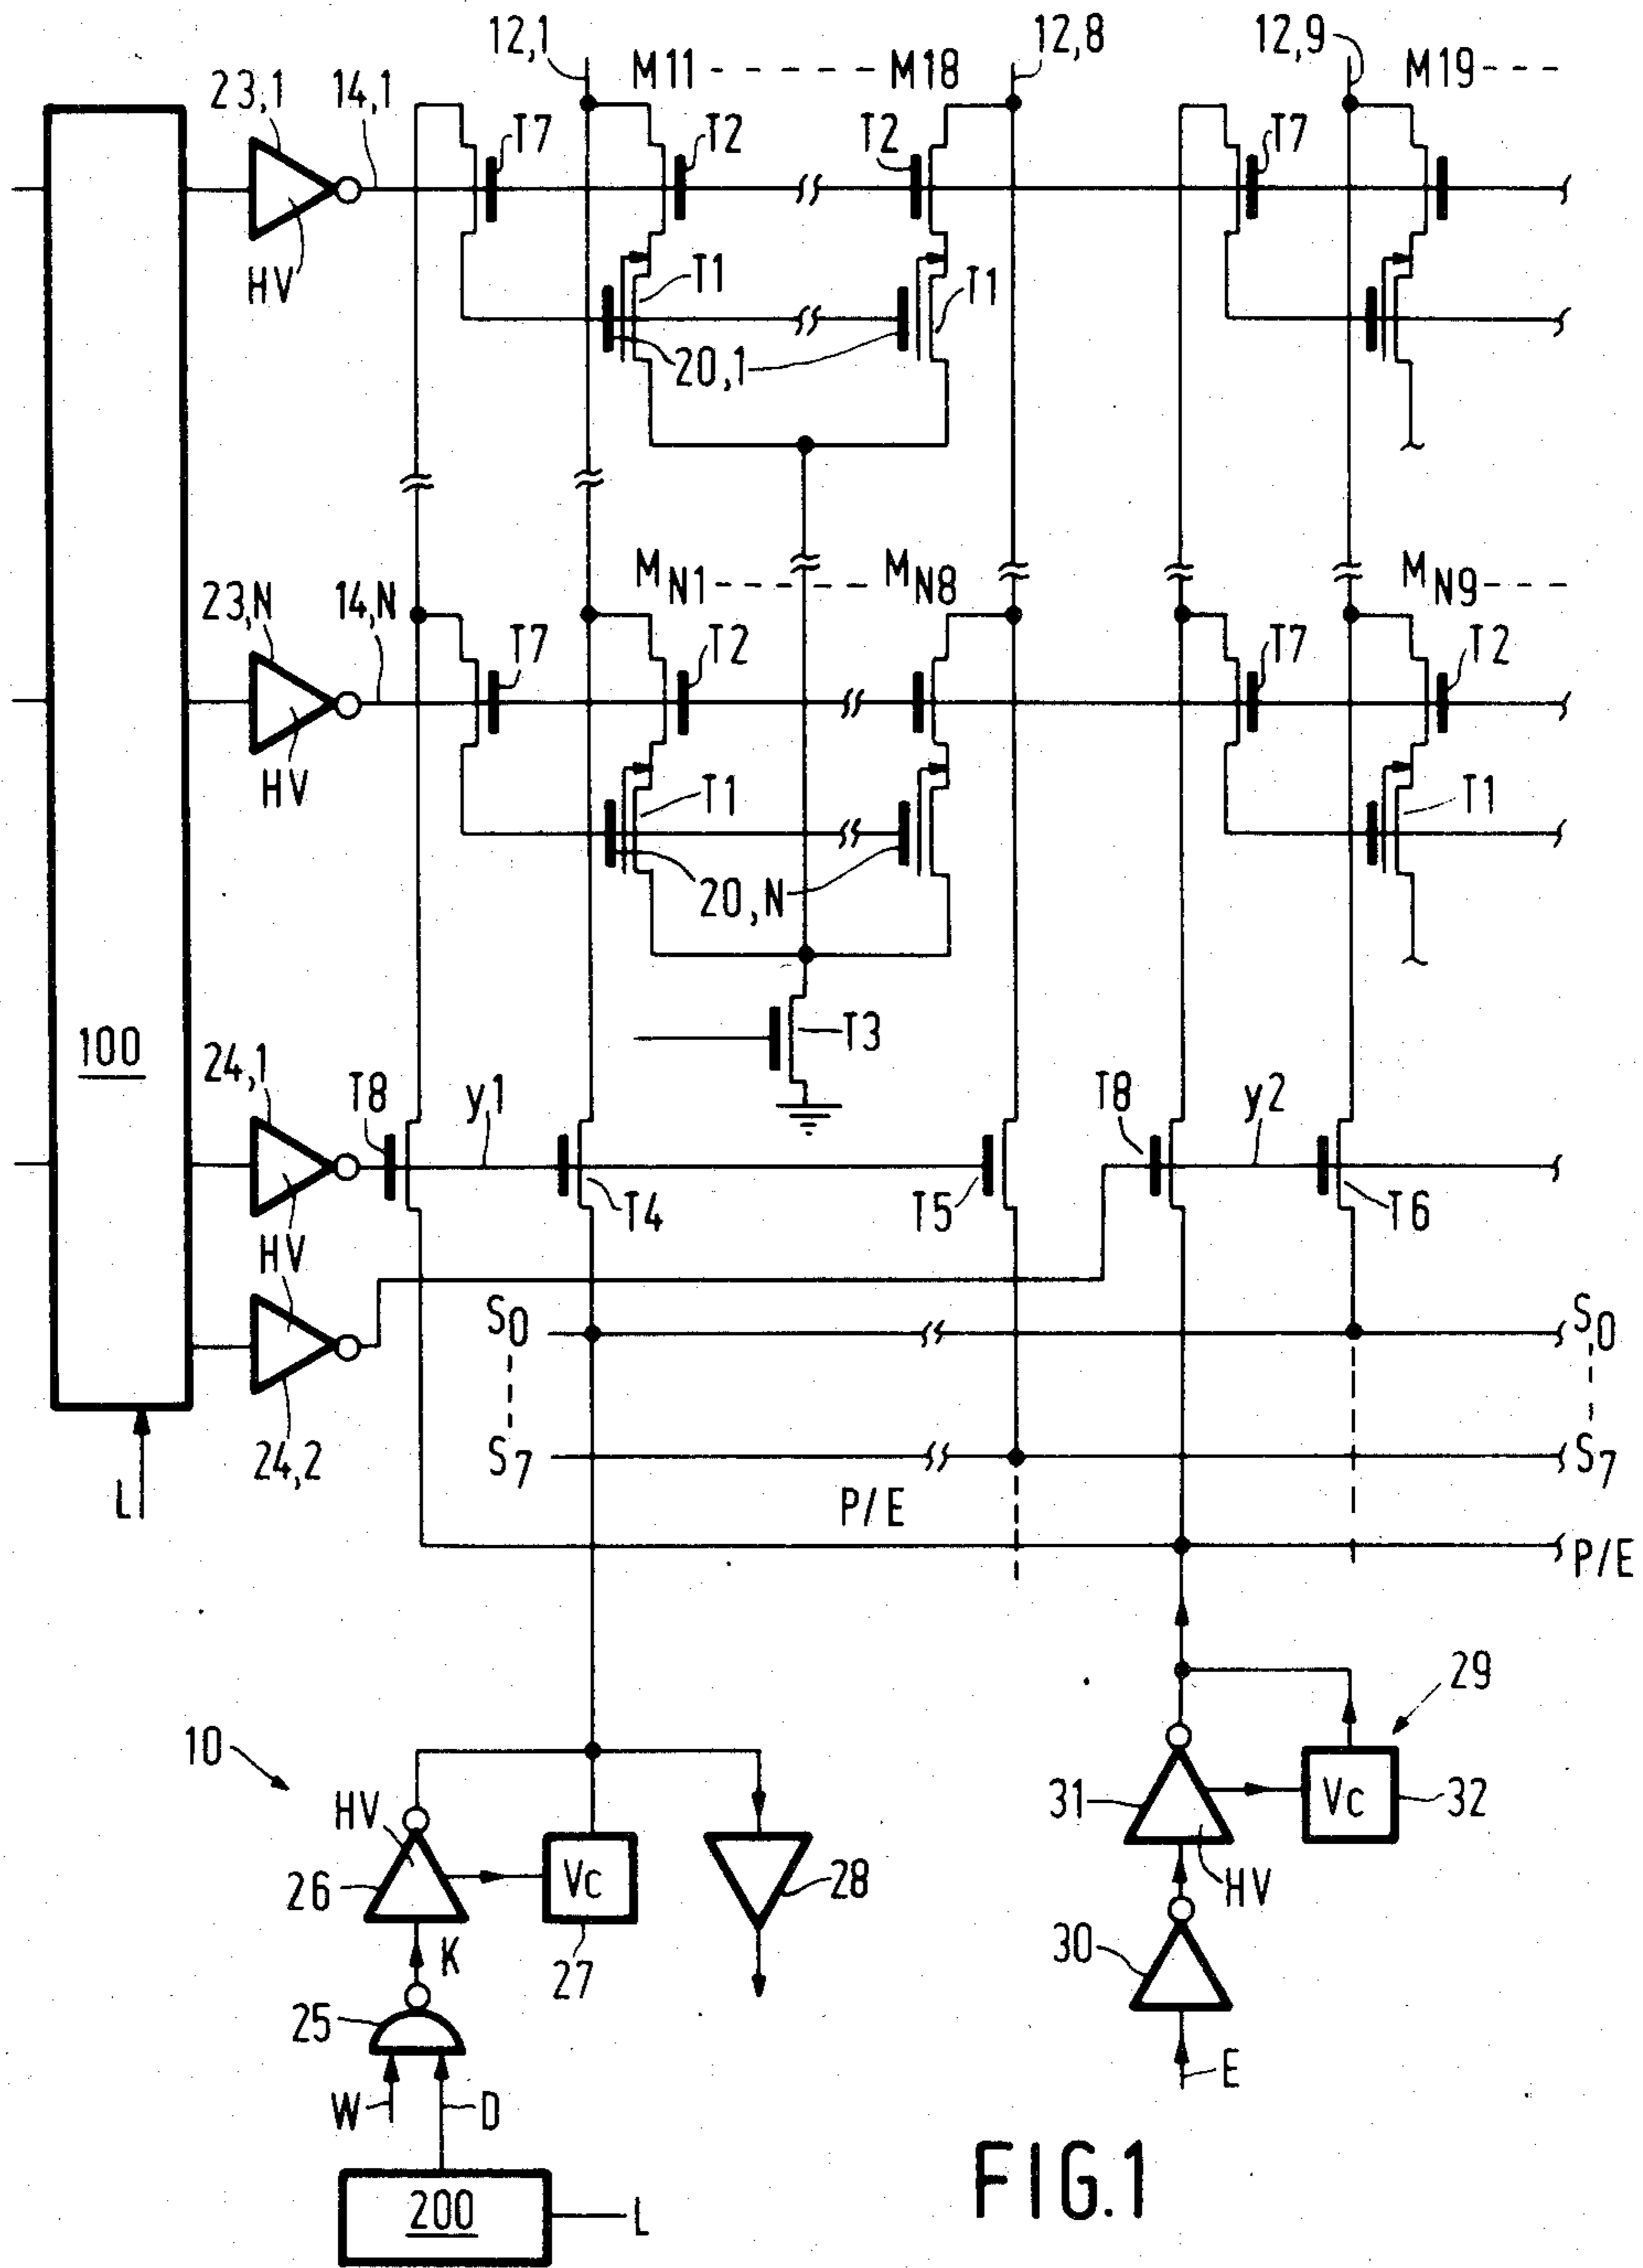 12,1 M11 - - - - - - M18 12,8 12,9 M19 - - -
23,1 14,1 T7 T2 T2 T7
HV T1 T1
20,1
MN1 - - - - - - MN8 MN9 - - -
23,N 14,N T7 T2 T7 T2
HV T1 T1
20,N
100 T3
24,1 T8 y1 T8 y2
T4 T5 T6
HV
S0 S0
S7 S7
24,2
L P/E
P/E
29
10
HV 31 Vc 32
26 Vc 28 HV
K 27 30
25
W D E
FIG.1
200 L